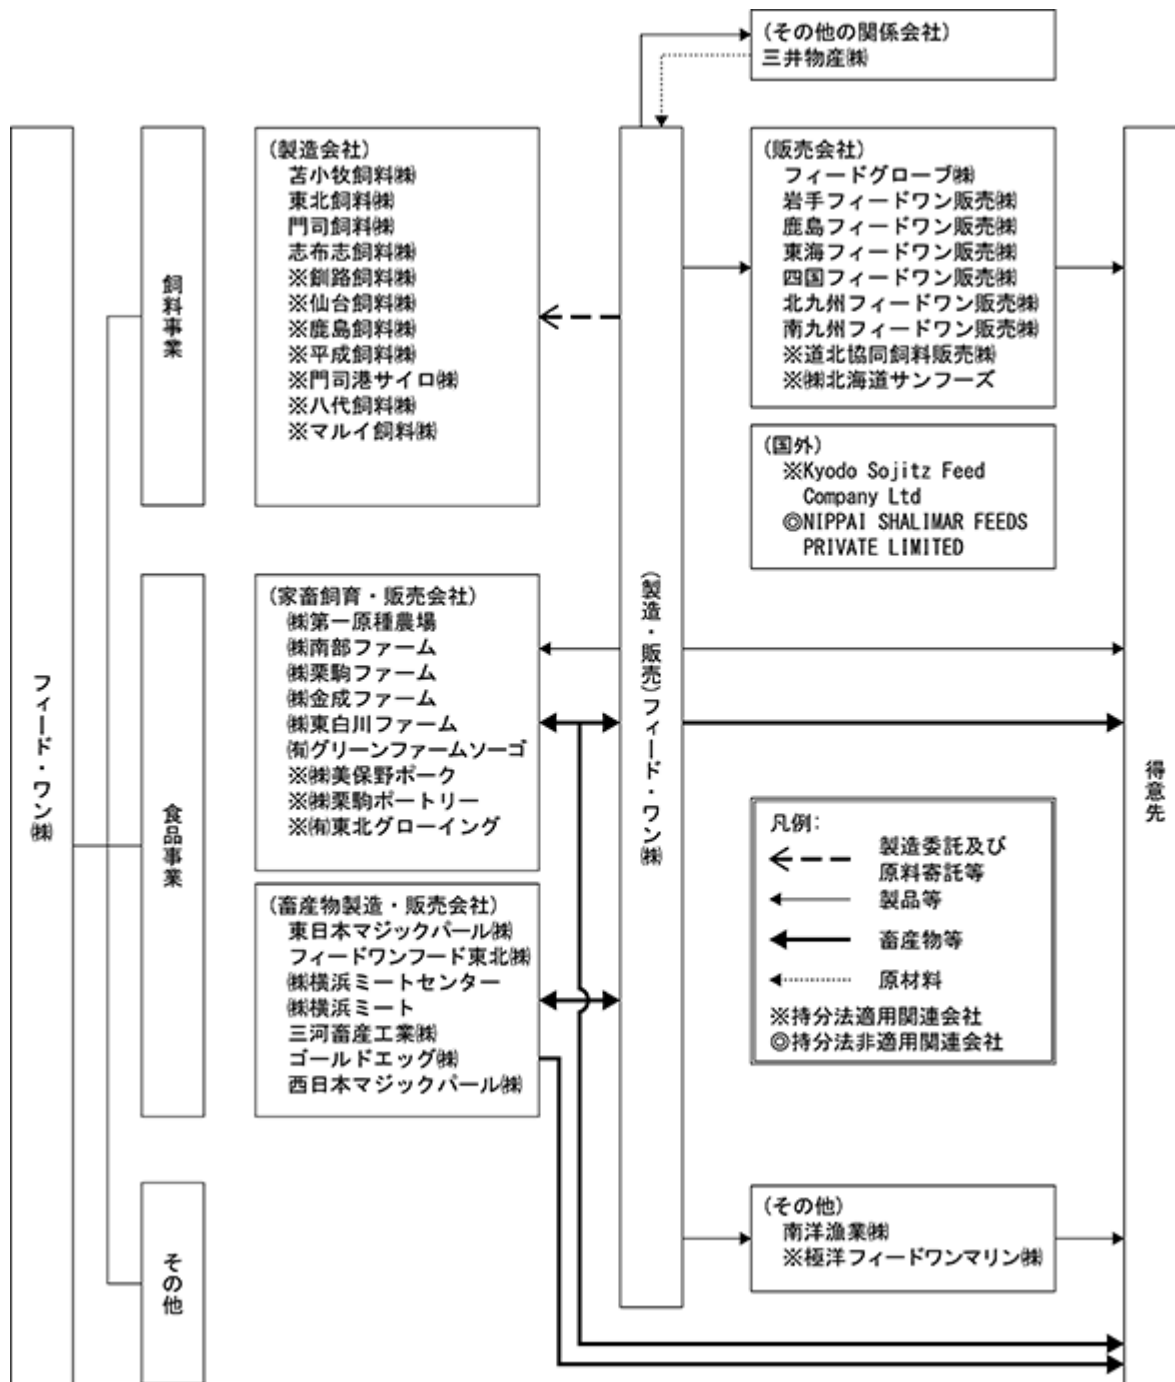 (その他の関係会社)
三井物産㈱
フィード・ワン㈱
飼料事業
(製造会社)
苫小牧飼料㈱
東北飼料㈱
門司飼料㈱
志布志飼料㈱
※釧路飼料㈱
※仙台飼料㈱
※鹿島飼料㈱
※平成飼料㈱
※門司港サイロ㈱
※八代飼料㈱
※マルイ飼料㈱
(製造・販売)フィード・ワン㈱
(販売会社)
フィードグローブ㈱
岩手フィードワン販売㈱
鹿島フィードワン販売㈱
東海フィードワン販売㈱
四国フィードワン販売㈱
北九州フィードワン販売㈱
南九州フィードワン販売㈱
※道北協同飼料販売㈱
※㈱北海道サンフーズ
(国外)
※Kyodo Sojitz Feed
Company Ltd
◎NIPPAI SHALIMAR FEEDS
PRIVATE LIMITED
得意先
食品事業
(家畜飼育・販売会社)
㈱第一原種農場
㈱南部ファーム
㈱栗駒ファーム
㈱金成ファーム
㈱東白川ファーム
㈲グリーンファームソーゴ
※㈱美保野ポーク
※㈱栗駒ポートリー
※㈲東北グローイング
(畜産物製造・販売会社)
東日本マジックパール㈱
フィードワンフード東北㈱
㈱横浜ミートセンター
㈱横浜ミート
三河畜産工業㈱
ゴールドエッグ㈱
西日本マジックパール㈱
凡例:
製造委託及び
原料寄託等
製品等
畜産物等
原材料
※持分法適用関連会社
◎持分法非適用関連会社
その他
(その他)
南洋漁業㈱
※極洋フィードワンマリン㈱